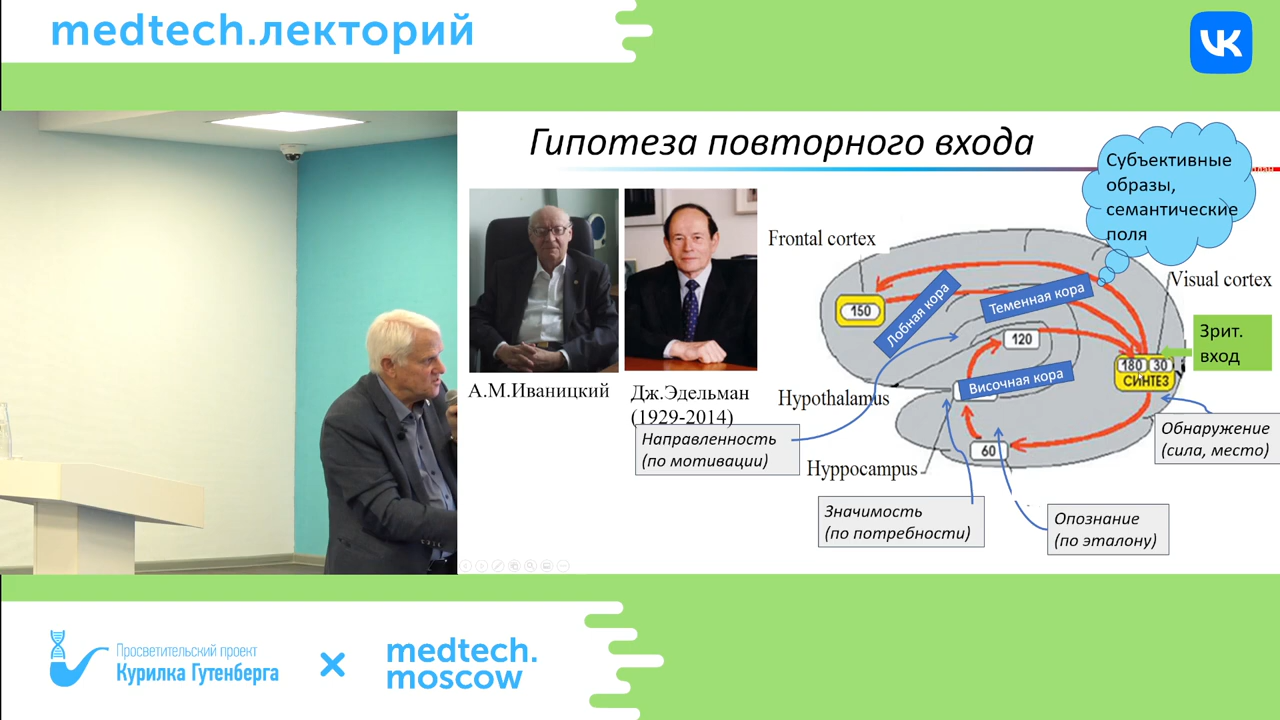 medtech.лекторий
Гипотеза повторного входа
Субъективные
образы,
семантические
поля
Frontal cortex
Visual cortex
150
Лобная кора
Теменная кора
120
Зрит.
вход
180 30
СИНТЕЗ
Височная кора
А.М.Иваницкий
Дж.Эдельман
(1929-2014)
Hypothalamus
Направленность
(по мотивации)
Обнаружение
(сила, место)
60
Hyppocampus
Значимость
(по потребности)
Опознание
(по эталону)
Просветительский проект
Курилка Гутенберга
×
medtech.
moscow